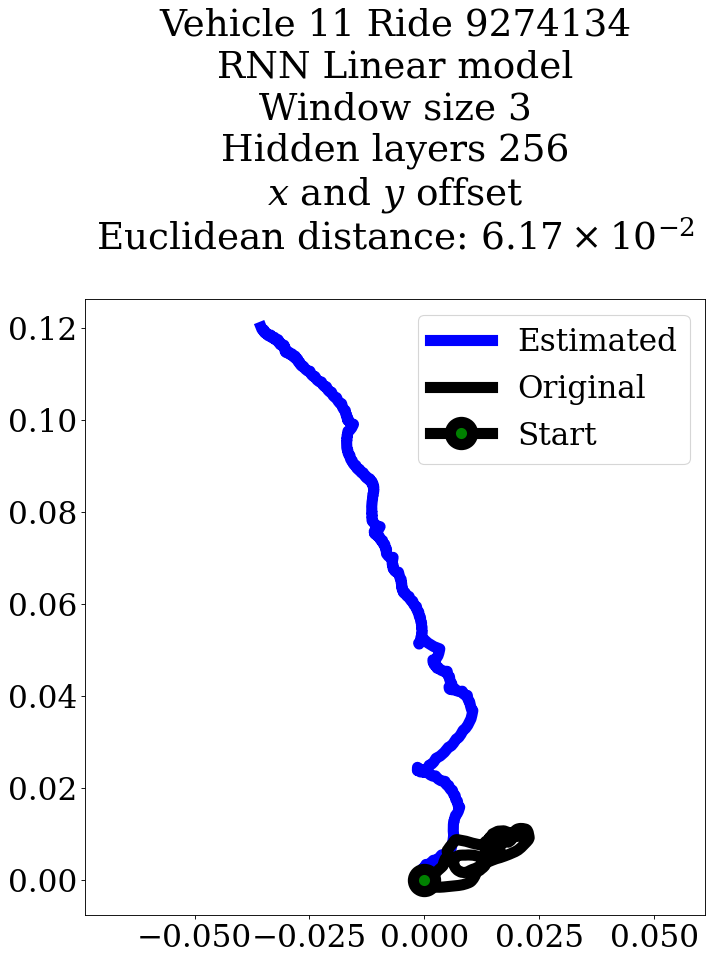 Vehicle 11 Ride 9274134
RNN Linear model
Window size 3
Hidden layers 256
x and y offset
Euclidean distance: 6.17 × 10⁻²
Estimated
Original
Start
0.12
0.10
0.08
0.06
0.04
0.02
0.00
−0.050 −0.025 0.000 0.025 0.050